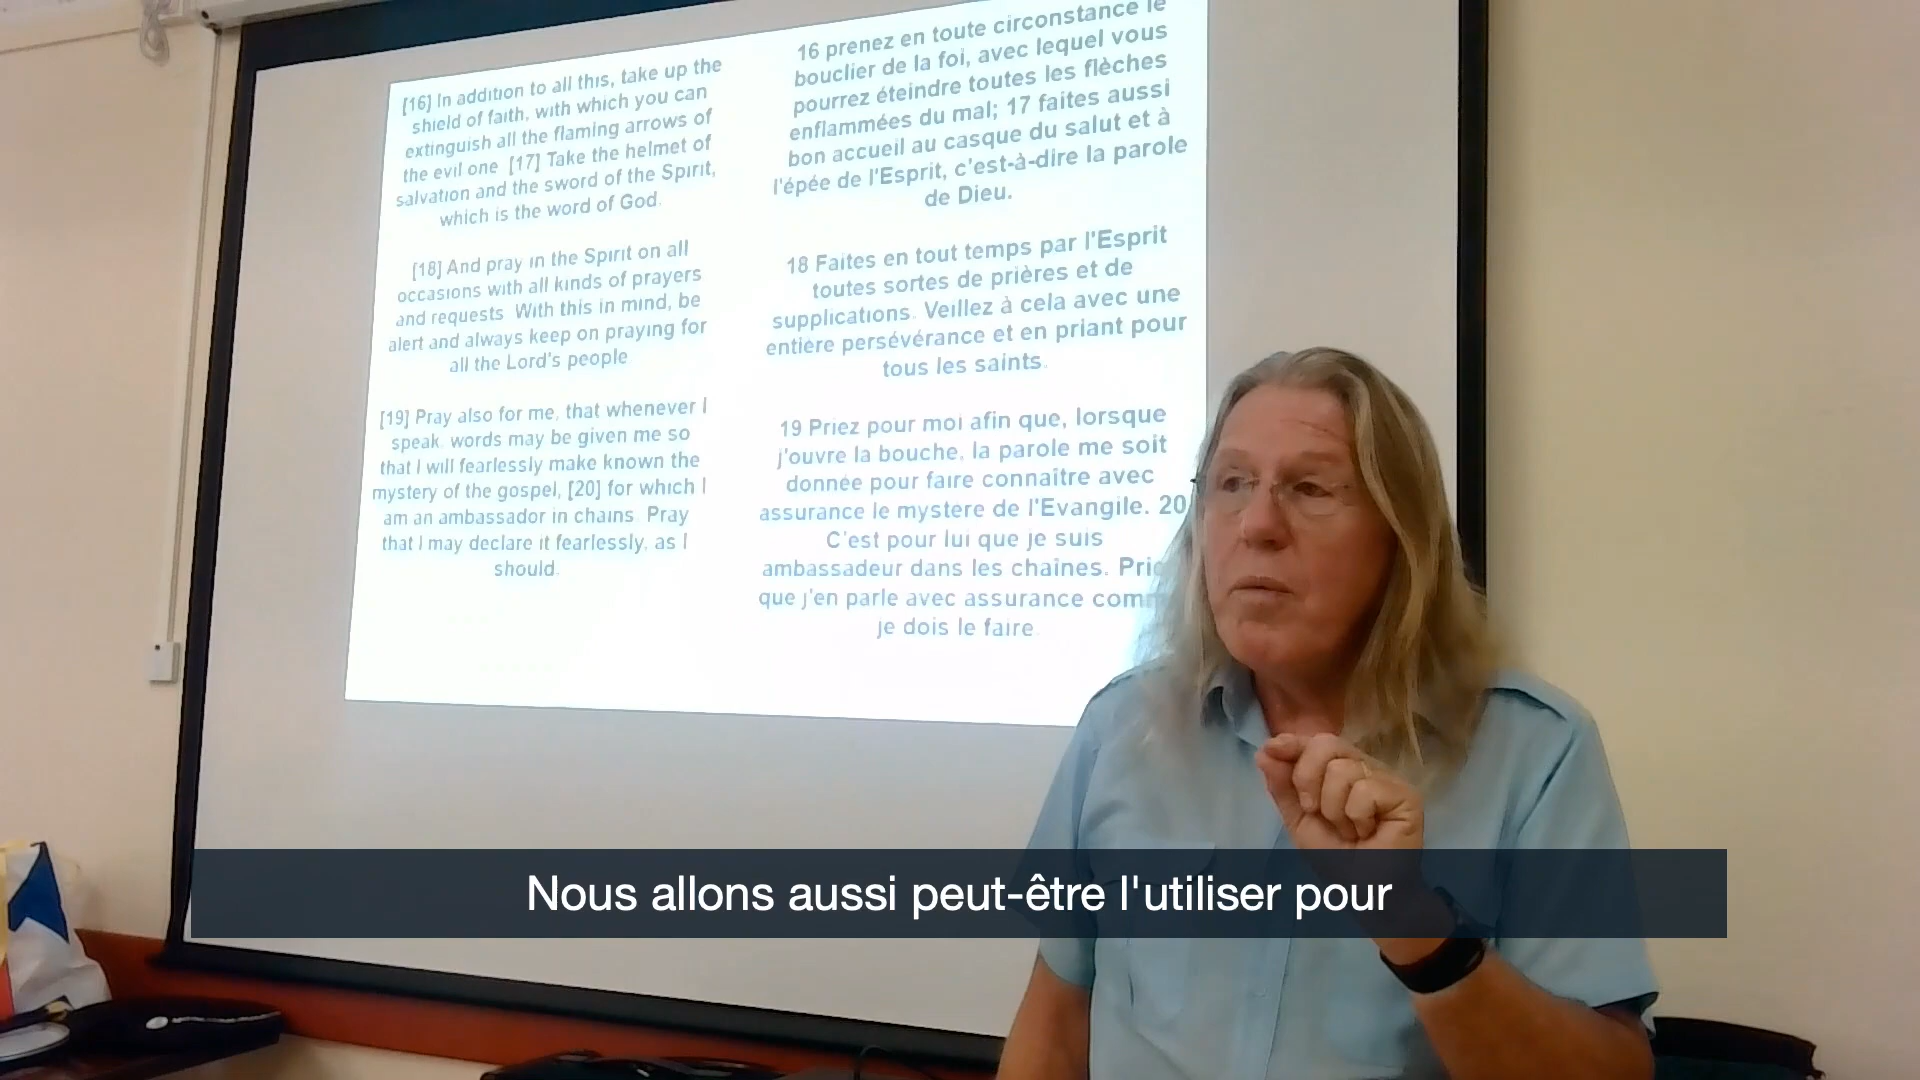 [16] In addition to all this, take up the
shield of faith, with which you can
extinguish all the flaming arrows of
the evil one [17] Take the helmet of
salvation and the sword of the Spirit,
which is the word of God.
[18] And pray in the Spirit on all
occasions with all kinds of prayers
and requests With this in mind, be
alert and always keep on praying for
all the Lord's people
[19] Pray also for me, that whenever I
speak, words may be given me so
that I will fearlessly make known the
mystery of the gospel, [20] for which I
am an ambassador in chains. Pray
that I may declare it fearlessly, as I
should.
16 prenez en toute circonstance le
bouclier de la foi, avec lequel vous
pourrez éteindre toutes les flèches
enflammées du mal; 17 faites aussi
bon accueil au casque du salut et à
l'épée de l'Esprit, c'est-à-dire la parole
de Dieu.
18 Faites en tout temps par l'Esprit
toutes sortes de prières et de
supplications. Veillez à cela avec une
entière persévérance et en priant pour
tous les saints.
19 Priez pour moi afin que, lorsque
j'ouvre la bouche, la parole me soit
donnée pour faire connaître avec
assurance le mystère de l'Evangile. 20
C'est pour lui que je suis
ambassadeur dans les chaînes.
que j'en parle avec assurance
je dois le faire.
Nous allons aussi peut-être l'utiliser pour